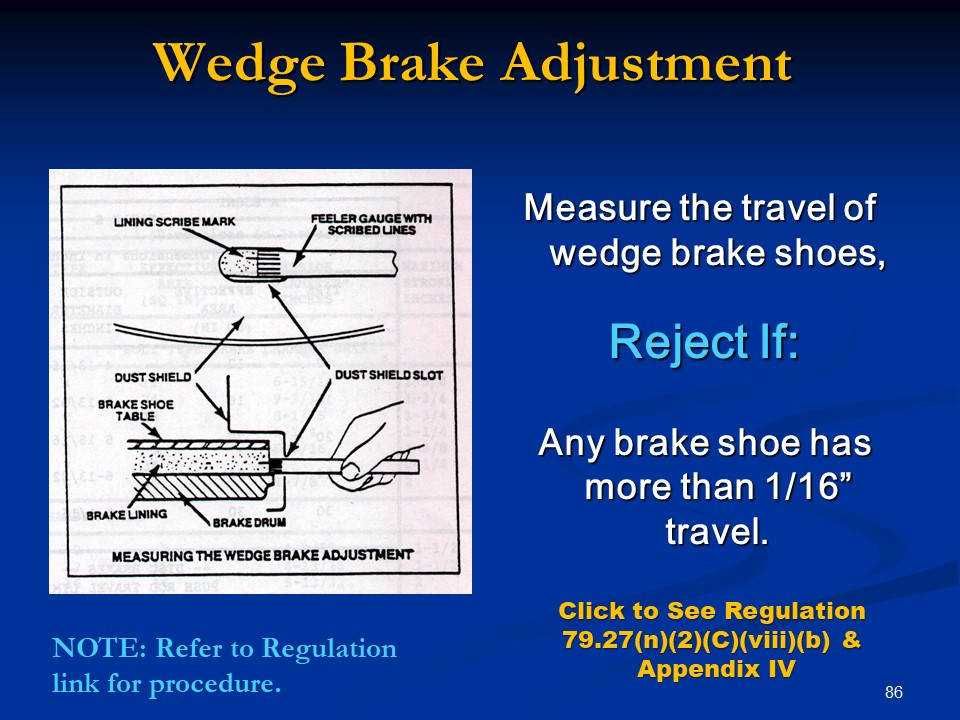 Wedge Brake Adjustment
LINING SCRIBE MARK
FEELER GAUGE WITH
SCRIBED LINES
DUST SHIELD
DUST SHIELD SLOT
BRAKE SHOE
TABLE
BRAKE LINING
BRAKE DRUM
MEASURING THE WEDGE BRAKE ADJUSTMENT
NOTE: Refer to Regulation
link for procedure.
Measure the travel of
wedge brake shoes,
Reject If:
Any brake shoe has
more than 1/16”
travel.
Click to See Regulation
79.27(n)(2)(C)(viii)(b) &
Appendix IV
86